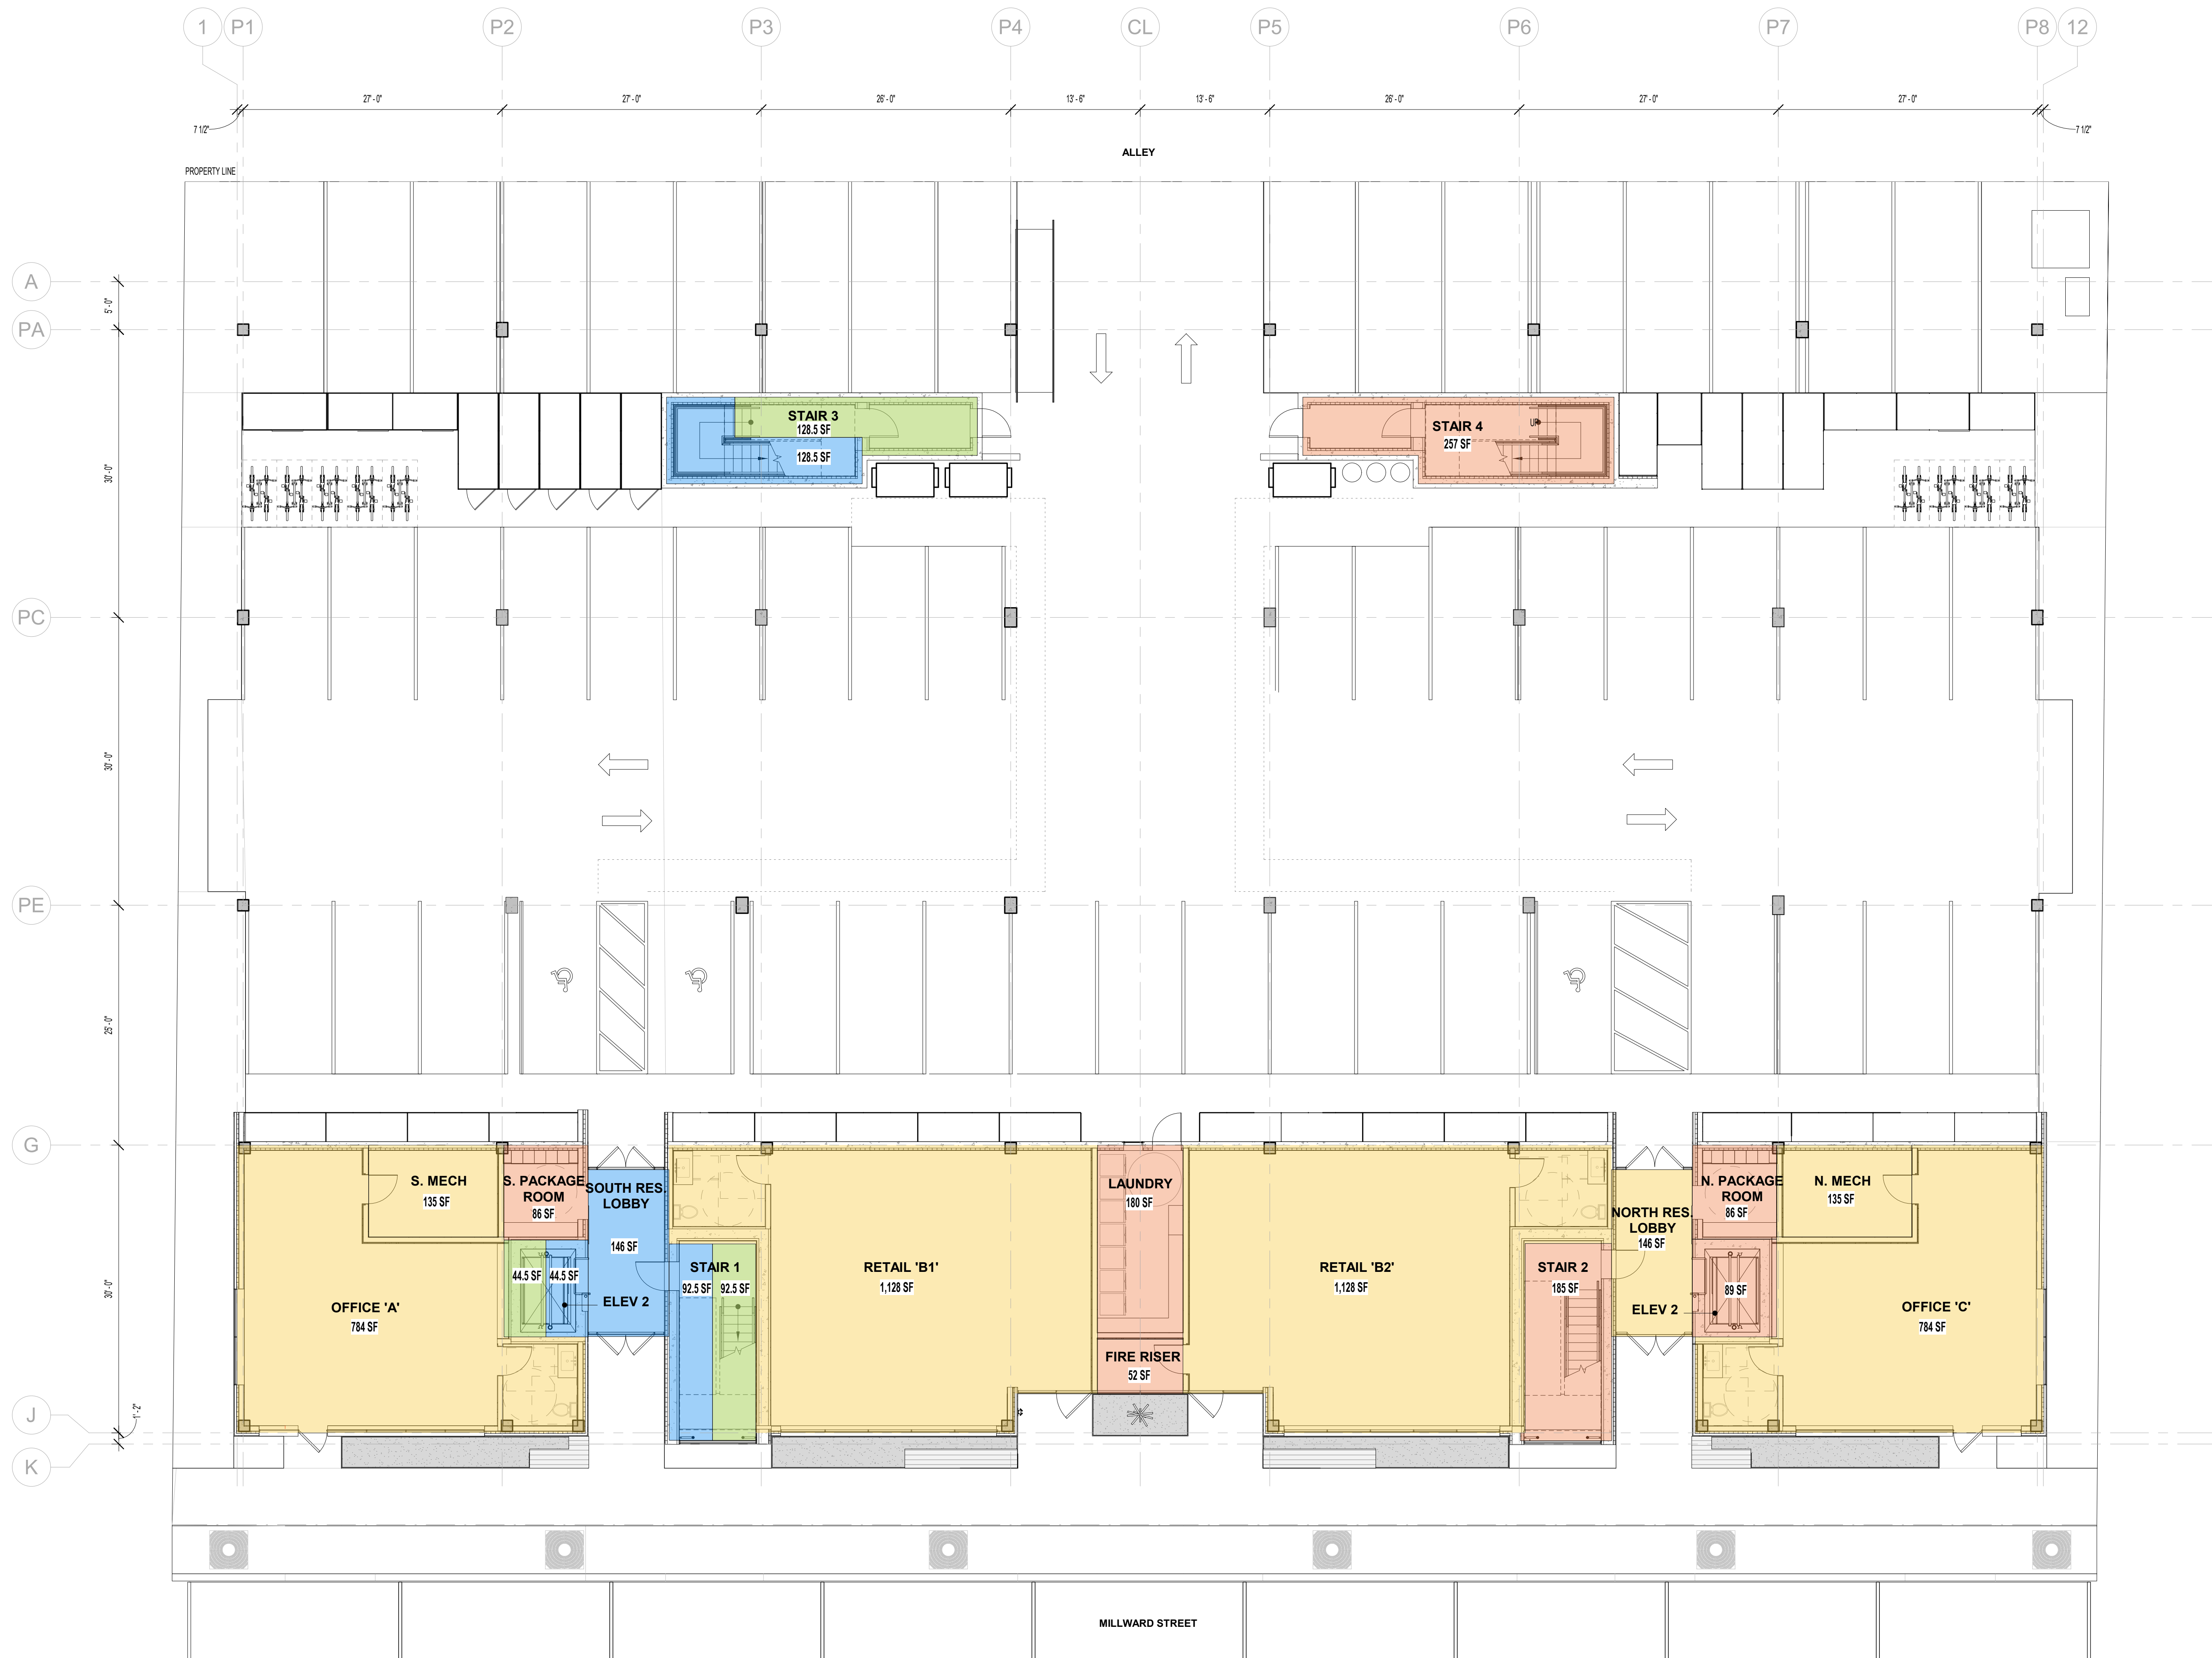 1 P1 P2 P3 P4 CL P5 P6 P7 P8 12
27' - 0" 27' - 0" 26' - 0" 13' - 6" 13' - 6" 26' - 0" 27' - 0" 27' - 0"
7 1/2" 7 1/2"
ALLEY
PROPERTY LINE
A
5' - 0"
PA
STAIR 3
128.5 SF
128.5 SF
STAIR 4
UP
257 SF
30' - 0"
PC
30' - 0"
PE
25' - 0"
G
S. MECH
135 SF
S. PACKAGE
ROOM
86 SF
SOUTH RES.
LOBBY
146 SF
LAUNDRY
180 SF
NORTH RES.
LOBBY
146 SF
N. PACKAGE
ROOM
86 SF
N. MECH
135 SF
44.5 SF
44.5 SF
ELEV 2
STAIR 1
92.5 SF
92.5 SF
RETAIL 'B1'
1,128 SF
RETAIL 'B2'
1,128 SF
STAIR 2
185 SF
89 SF
ELEV 2
30' - 0"
OFFICE 'A'
784 SF
OFFICE 'C'
784 SF
FIRE RISER
52 SF
J
1' - 2"
K
MILLWARD STREET